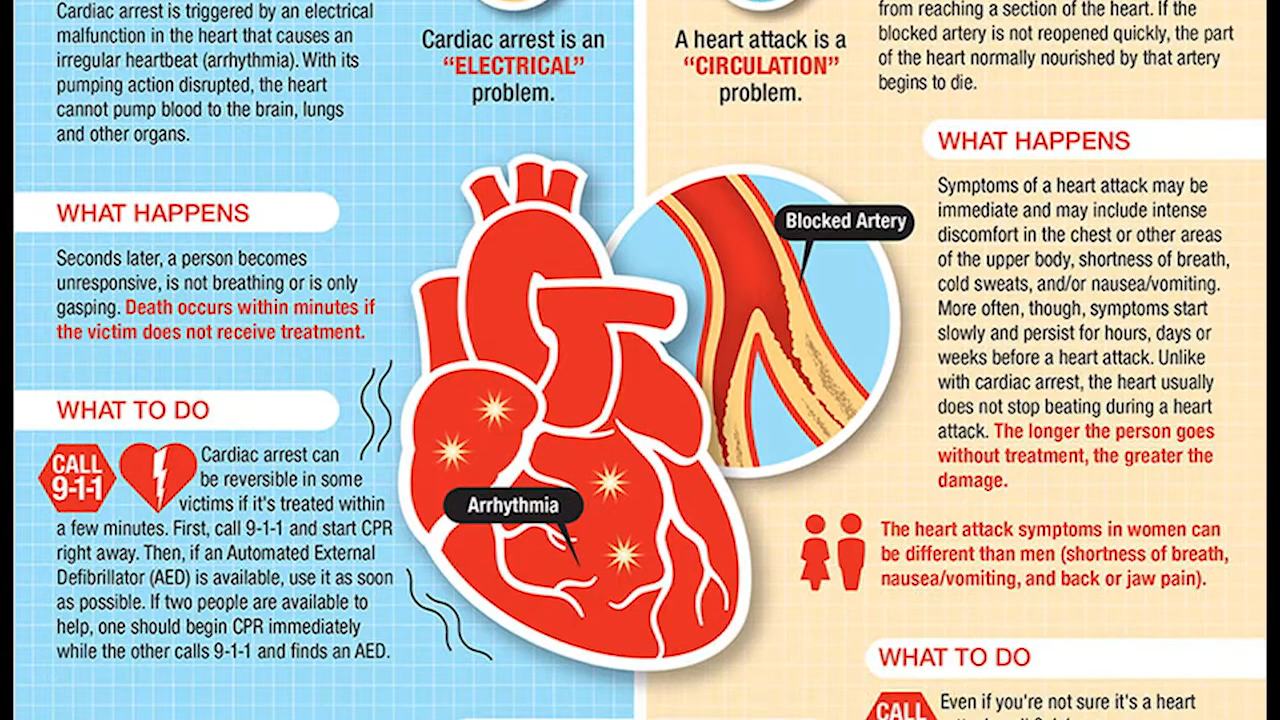 Cardiac arrest is triggered by an electrical
malfunction in the heart that causes an
irregular heartbeat (arrhythmia). With its
pumping action disrupted, the heart
cannot pump blood to the brain, lungs
and other organs.
Cardiac arrest is an
“ELECTRICAL”
problem.
WHAT HAPPENS
Seconds later, a person becomes
unresponsive, is not breathing or is only
gasping. Death occurs within minutes if
the victim does not receive treatment.
WHAT TO DO
CALL
9-1-1
Cardiac arrest can
be reversible in some
victims if it's treated within
a few minutes. First, call 9-1-1 and start CPR
right away. Then, if an Automated External
Defibrillator (AED) is available, use it as soon
as possible. If two people are available to
help, one should begin CPR immediately
while the other calls 9-1-1 and finds an AED.
Arrhythmia
A heart attack is a
“CIRCULATION”
problem.
from reaching a section of the heart. If the
blocked artery is not reopened quickly, the part
of the heart normally nourished by that artery
begins to die.
Blocked Artery
WHAT HAPPENS
Symptoms of a heart attack may be
immediate and may include intense
discomfort in the chest or other areas
of the upper body, shortness of breath,
cold sweats, and/or nausea/vomiting.
More often, though, symptoms start
slowly and persist for hours, days or
weeks before a heart attack. Unlike
with cardiac arrest, the heart usually
does not stop beating during a heart
attack. The longer the person goes
without treatment, the greater the
damage.
The heart attack symptoms in women can
be different than men (shortness of breath,
nausea/vomiting, and back or jaw pain).
WHAT TO DO
CALL
Even if you're not sure it's a heart